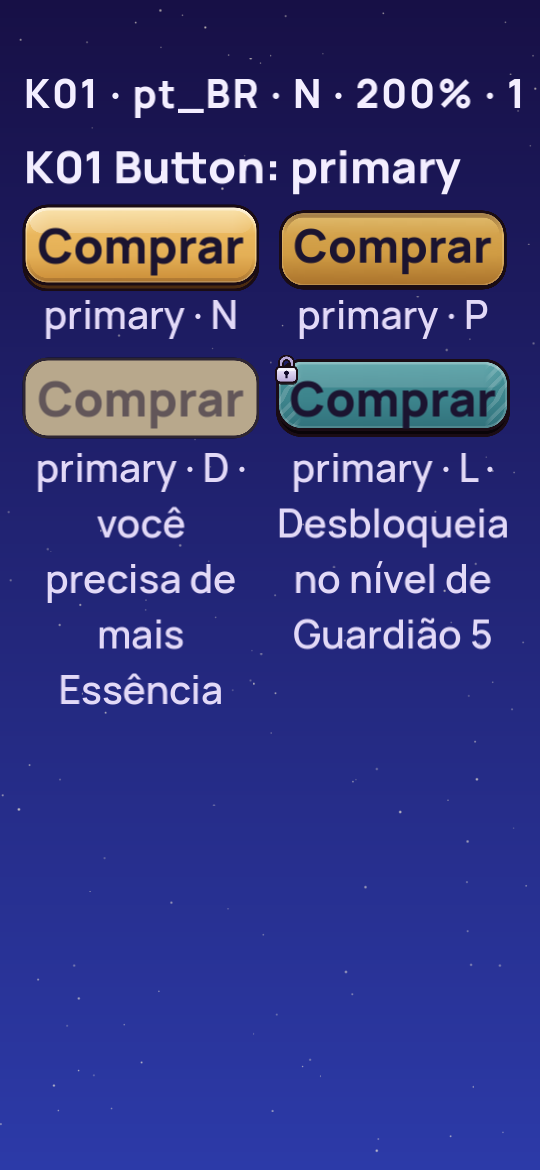 K01 · pt_BR · N · 200% · 1
K01 Button: primary
Comprar
Comprar
primary · N
primary · P
Comprar
Comprar
primary · D ·
você
precisa de
mais
Essência
primary · L ·
Desbloqueia
no nível de
Guardião 5